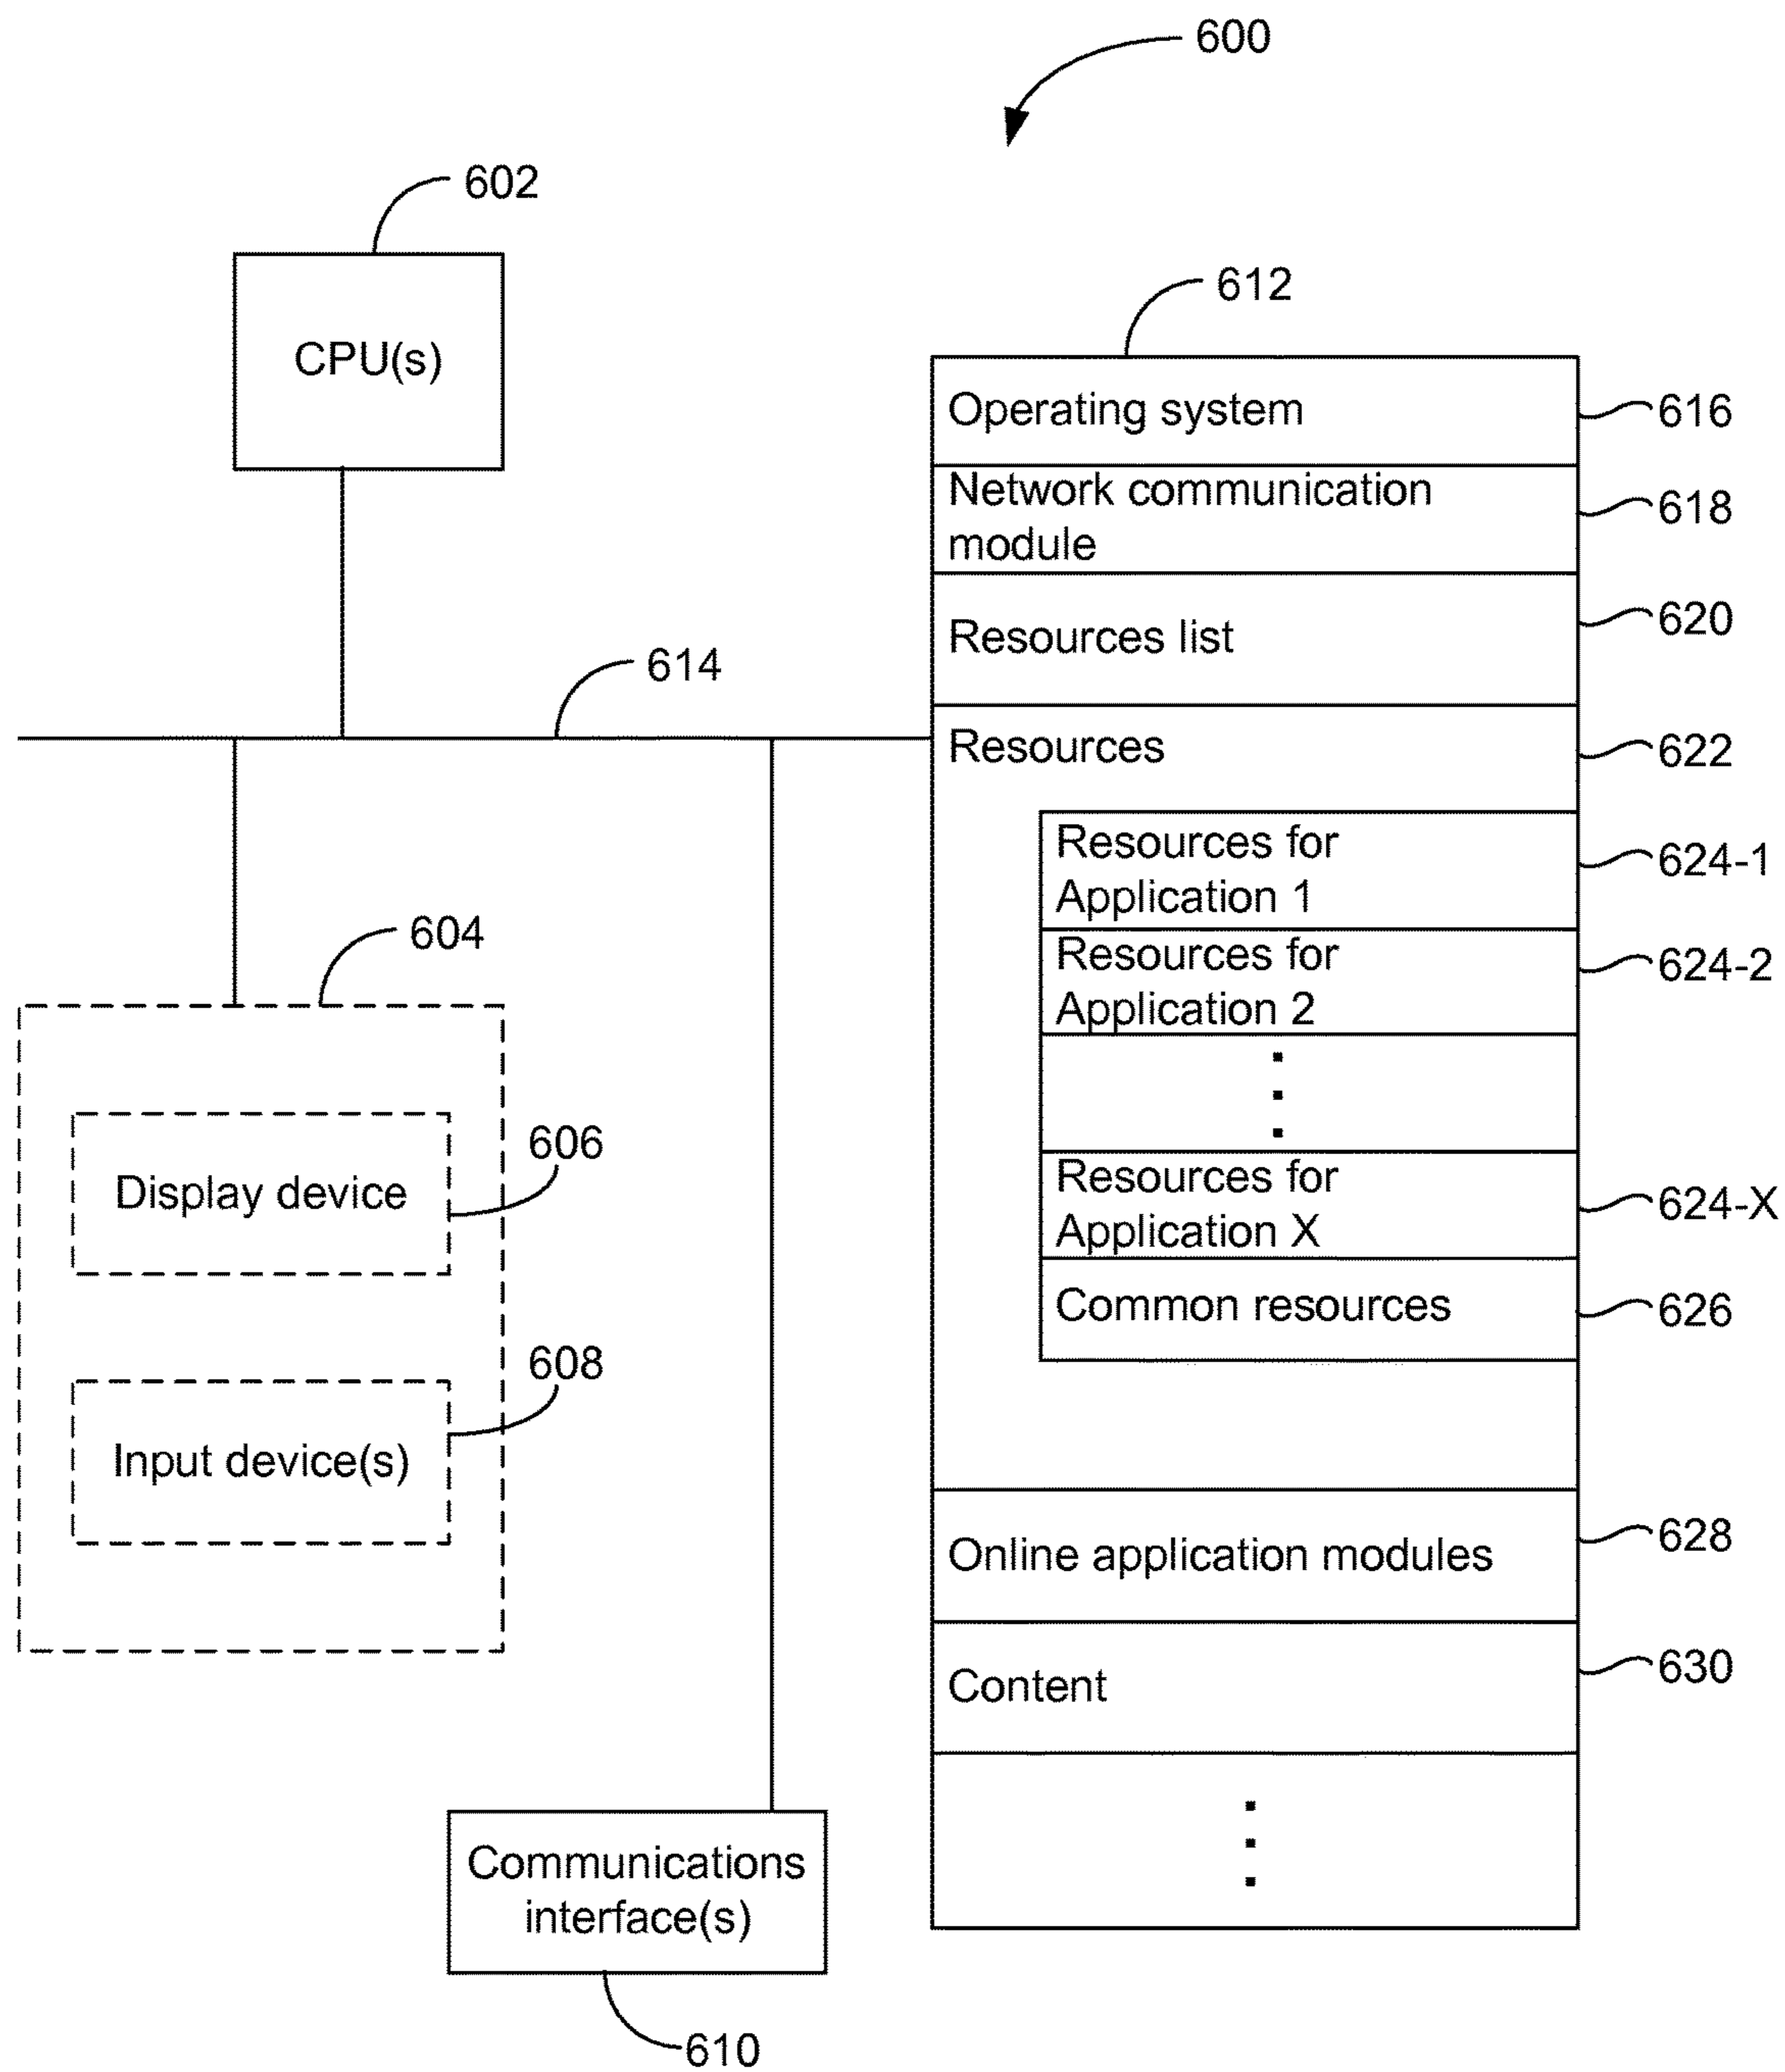 600
602
CPU(s)
612
Operating system
616
Network communication
module
618
Resources list
620
614
Resources
622
Resources for
Application 1
624-1
Resources for
Application 2
624-2
Resources for
Application X
624-X
Common resources
626
604
Display device
606
Input device(s)
608
Online application modules
628
Content
630
Communications
interface(s)
610